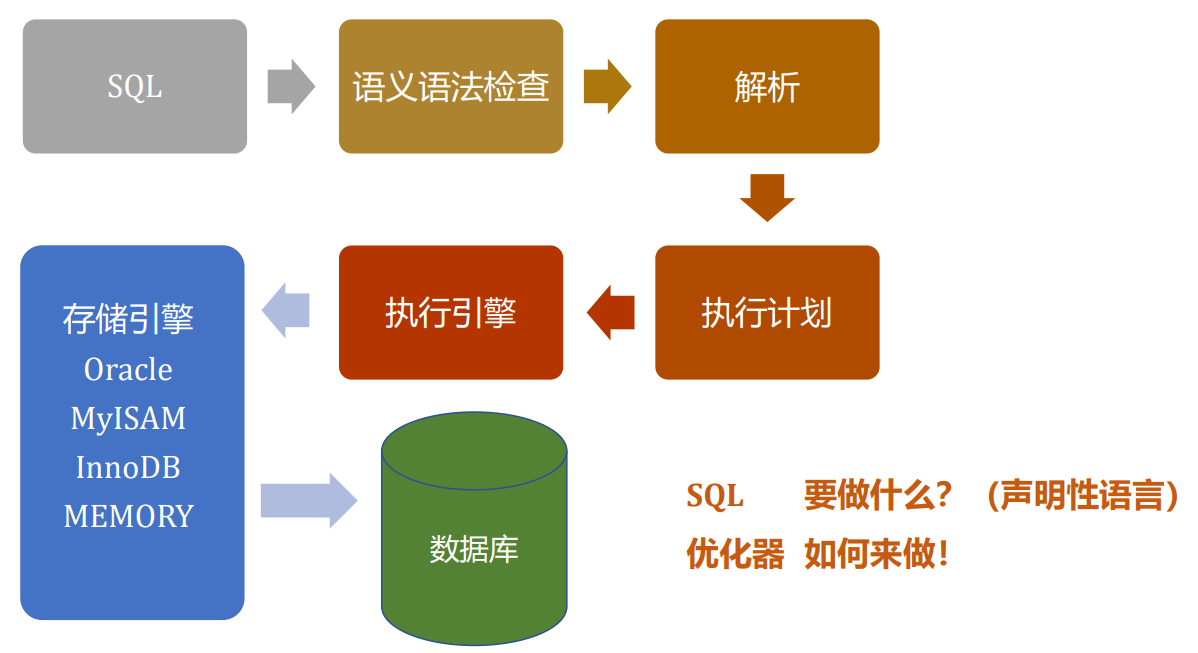 SQL
语义语法检查
解析
执行计划
执行引擎
存储引擎
Oracle
MyISAM
InnoDB
MEMORY
数据库
SQL 要做什么？（声明性语言）
优化器 如何来做！